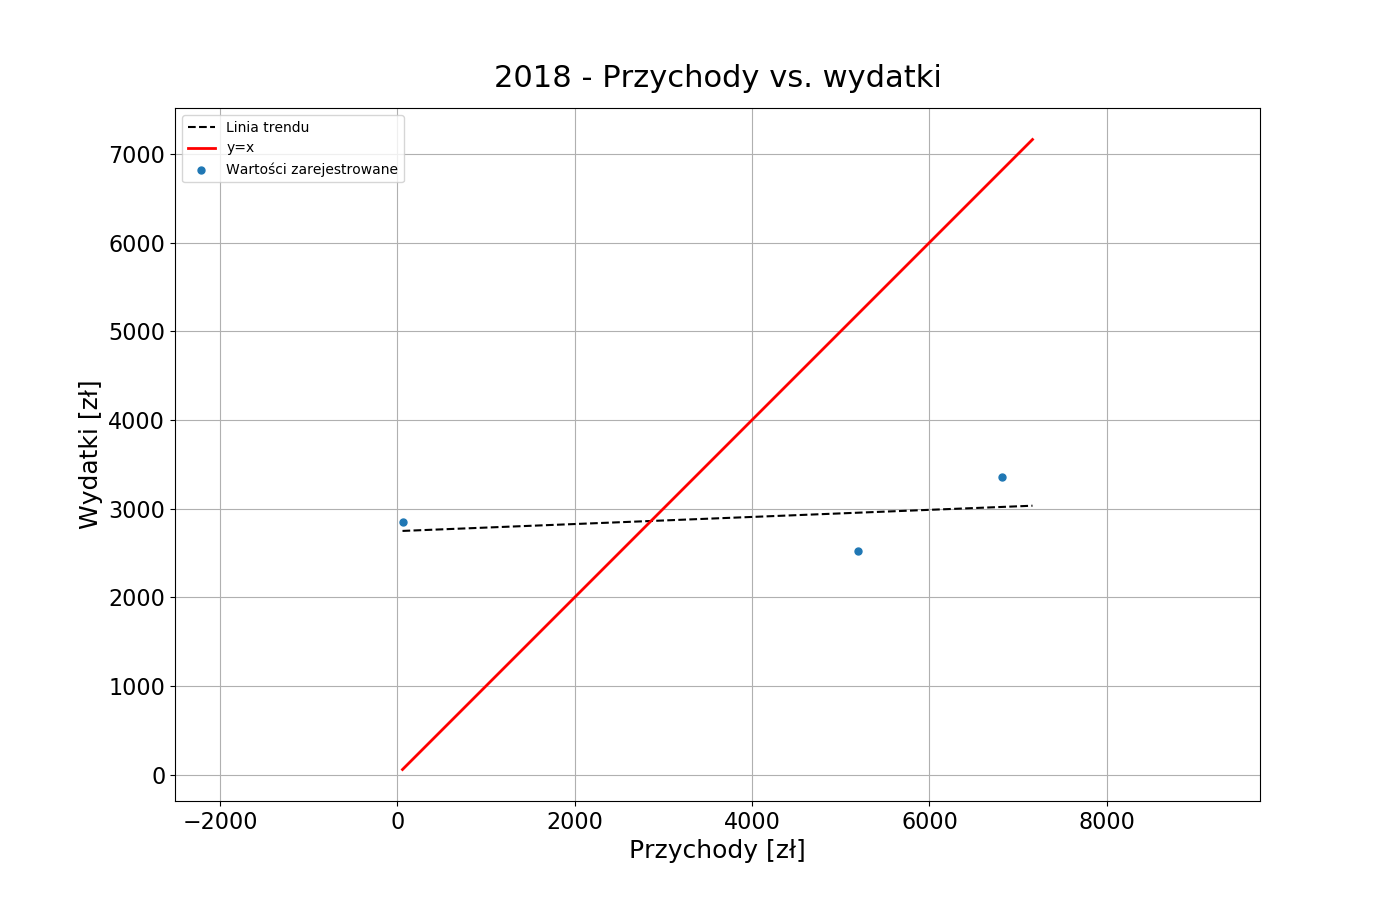 2018 - Przychody vs. wydatki
Linia trendu
y=x
Wartości zarejestrowane
7000
6000
5000
4000
3000
2000
1000
0
Wydatki [zł]
−2000 0 2000 4000 6000 8000
Przychody [zł]